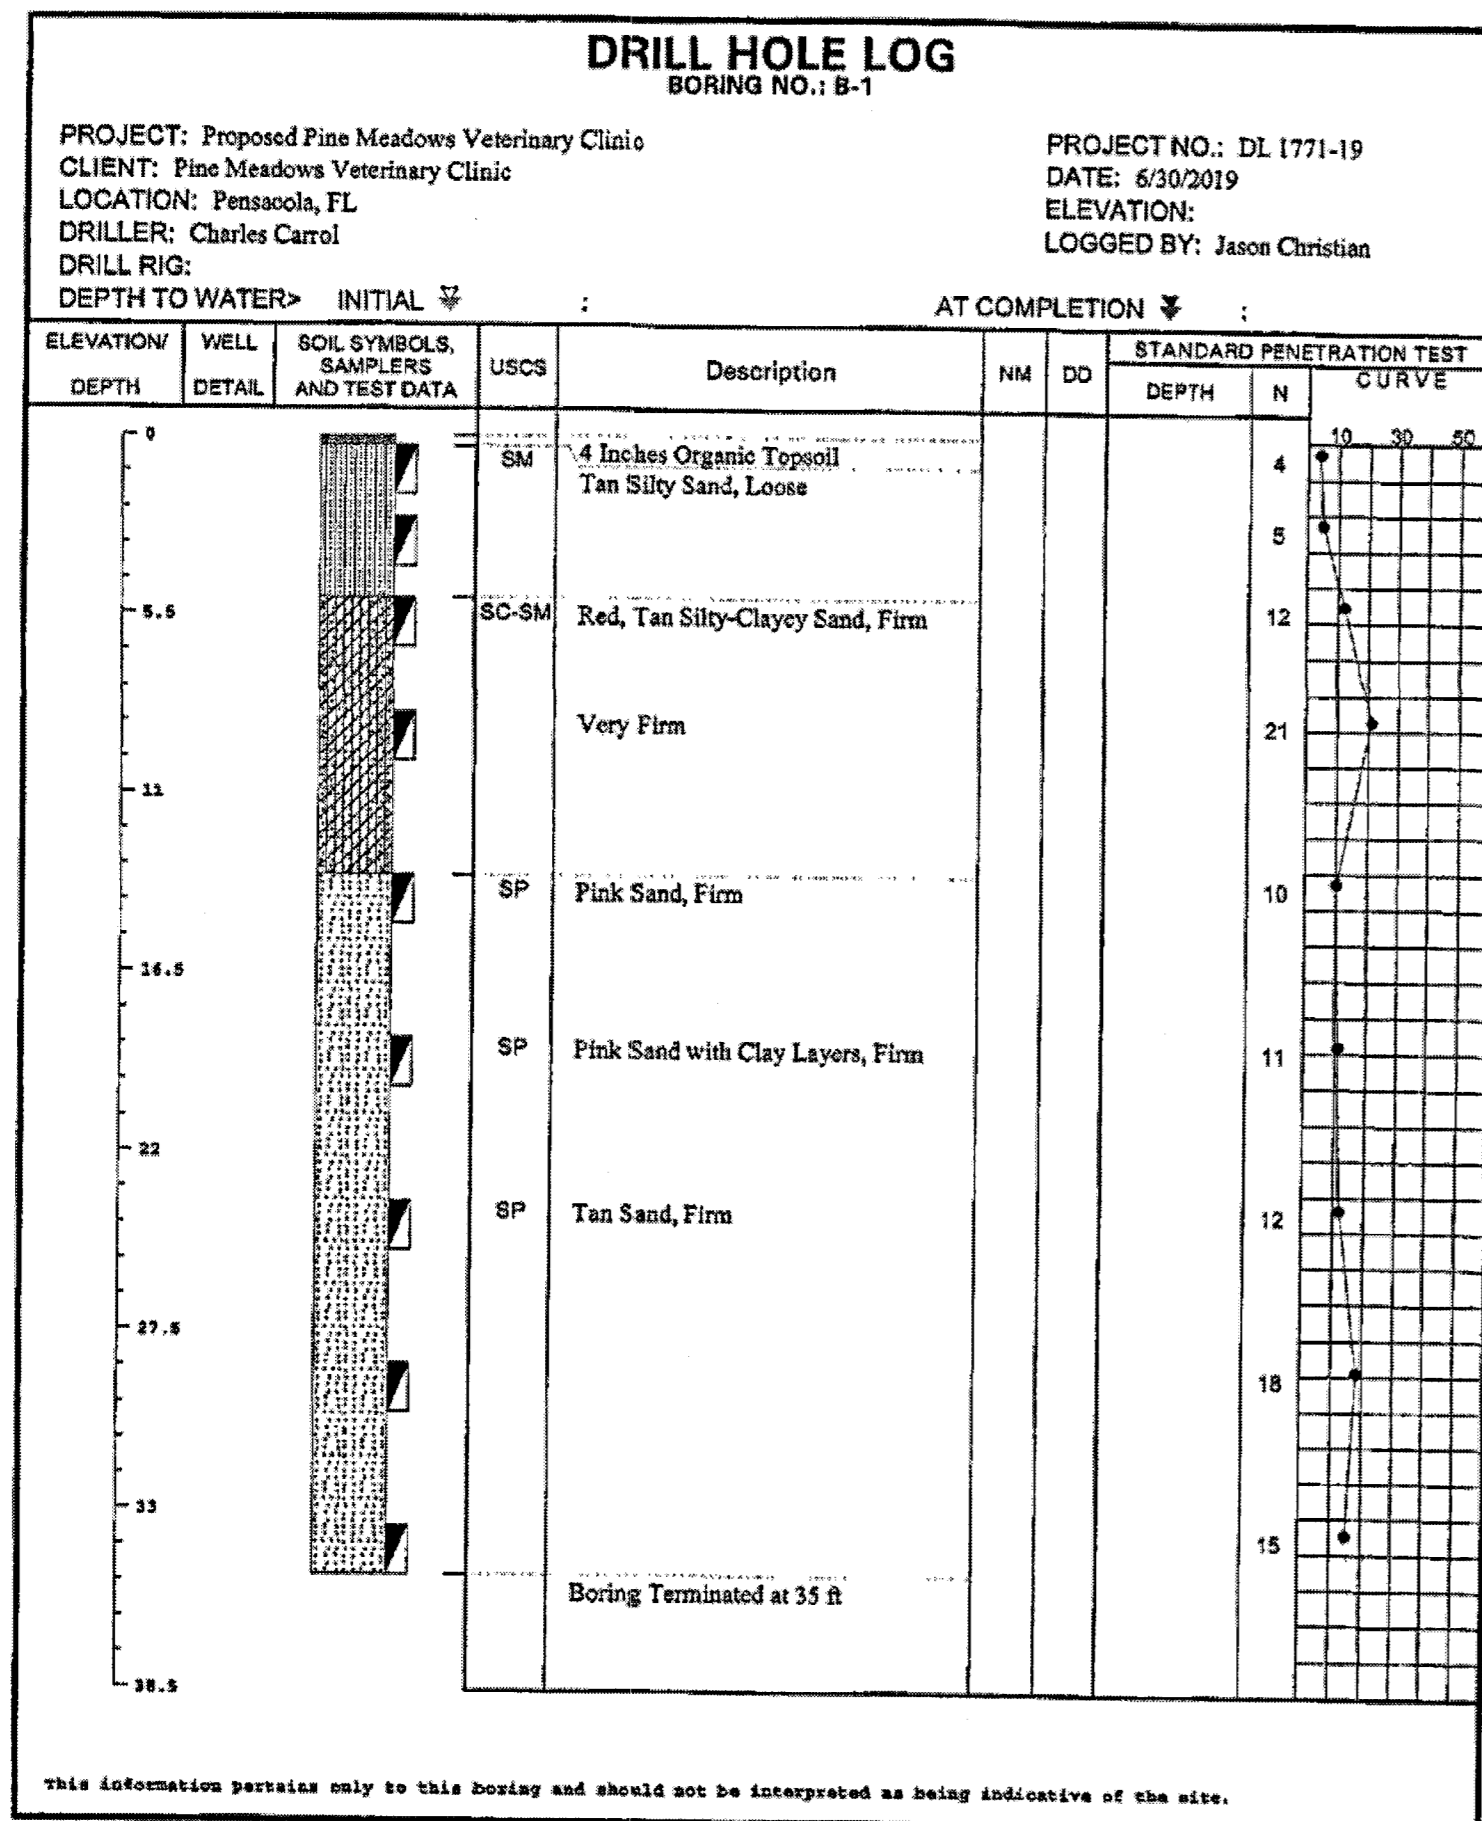 DRILL HOLE LOG
BORING NO.: B-1
PROJECT: Proposed Pine Meadows Veterinary Clinic
CLIENT: Pine Meadows Veterinary Clinic
LOCATION: Pensacola, FL
DRILLER: Charles Carrol
DRILL RIG:
PROJECT NO.: DL 1771-19
DATE: 6/30/2019
ELEVATION:
LOGGED BY: Jason Christian
DEPTH TO WATER> INITIAL : AT COMPLETION :
ELEVATION/ DEPTH
WELL DETAIL
SOIL SYMBOLS, SAMPLERS AND TEST DATA
USCS
Description
NM
DD
STANDARD PENETRATION TEST
DEPTH
N
CURVE
10 30 50
0
SM 4 Inches Organic Topsoil 4
Tan Silty Sand, Loose
5
5.5
SC-SM Red, Tan Silty-Clayey Sand, Firm 12
Very Firm 21
11
SP Pink Sand, Firm 10
16.5
SP Pink Sand with Clay Layers, Firm 11
22
SP Tan Sand, Firm 12
27.5
18
33
15
Boring Terminated at 35 ft
38.5
This information pertains only to this boring and should not be interpreted as being indicative of the site.